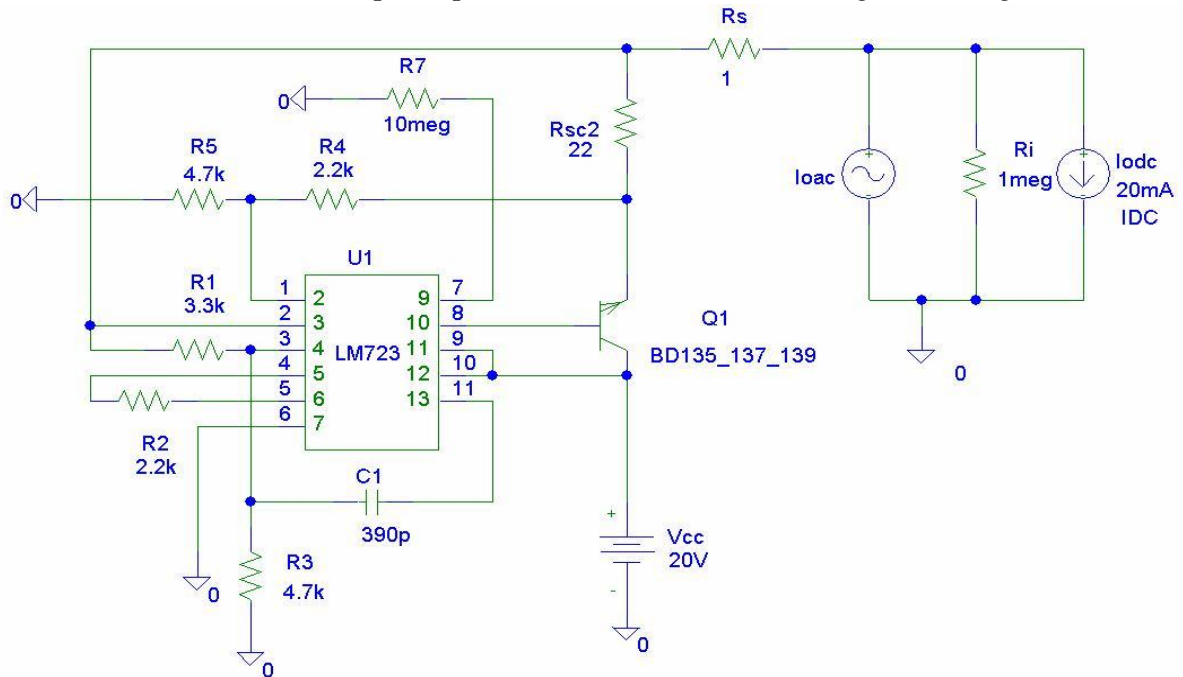 Rs
1
R7
0
10meg
Rsc2
22
R5
4.7k
R4
2.2k
0
Ioac
Ri
1meg
Iodc
20mA
IDC
U1
R1
3.3k
1 2 9 7
2 3 10 8
3 4 LM723 11 9
4 5 12 10
5 6 13 11
6 7
Q1
BD135_137_139
0
R2
2.2k
C1
390p
+
Vcc
20V
-
R3
4.7k
0
0
0